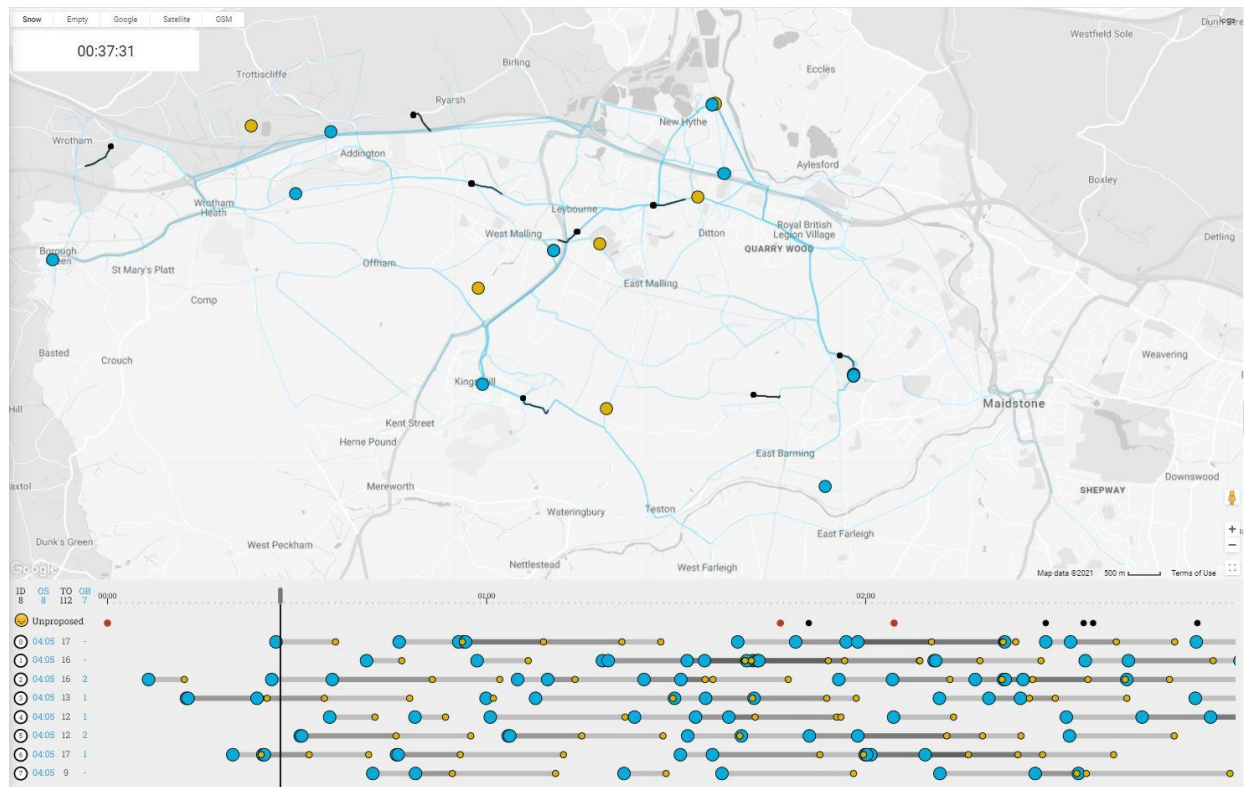 Snow Empty Google Satellite OSM
00:37:31
Westfield Sole
Birling
Trottiscliffe
Eccles
Ryarsh
New Hythe
Wrotham
Addington
Aylesford
Boxley
Wrotham
Heath
Leybourne
Royal British
Legion Village
West Malling
Ditton
QUARRY WOOD
Detling
Borough
Green
St Mary's Platt
Offham
East Malling
Comp
Basted
Crouch
Weavering
Kings Hill
Maidstone
Hill
Kent Street
Herne Pound
East Barming
Mereworth
Downswood
SHEPWAY
axtol
Wateringbury
Teston
East Farleigh
Dunk's Green
West Peckham
Nettlestead
West Farleigh
Google
Map data ©2021 500 m Terms of Use
ID OS TO OB
8 8 112 7
00:00 01:00 02:00
Unproposed
0 04:05 17 -
1 04:05 16 -
2 04:05 16 2
3 04:05 13 1
4 04:05 12 1
5 04:05 12 2
6 04:05 17 1
7 04:05 9 -